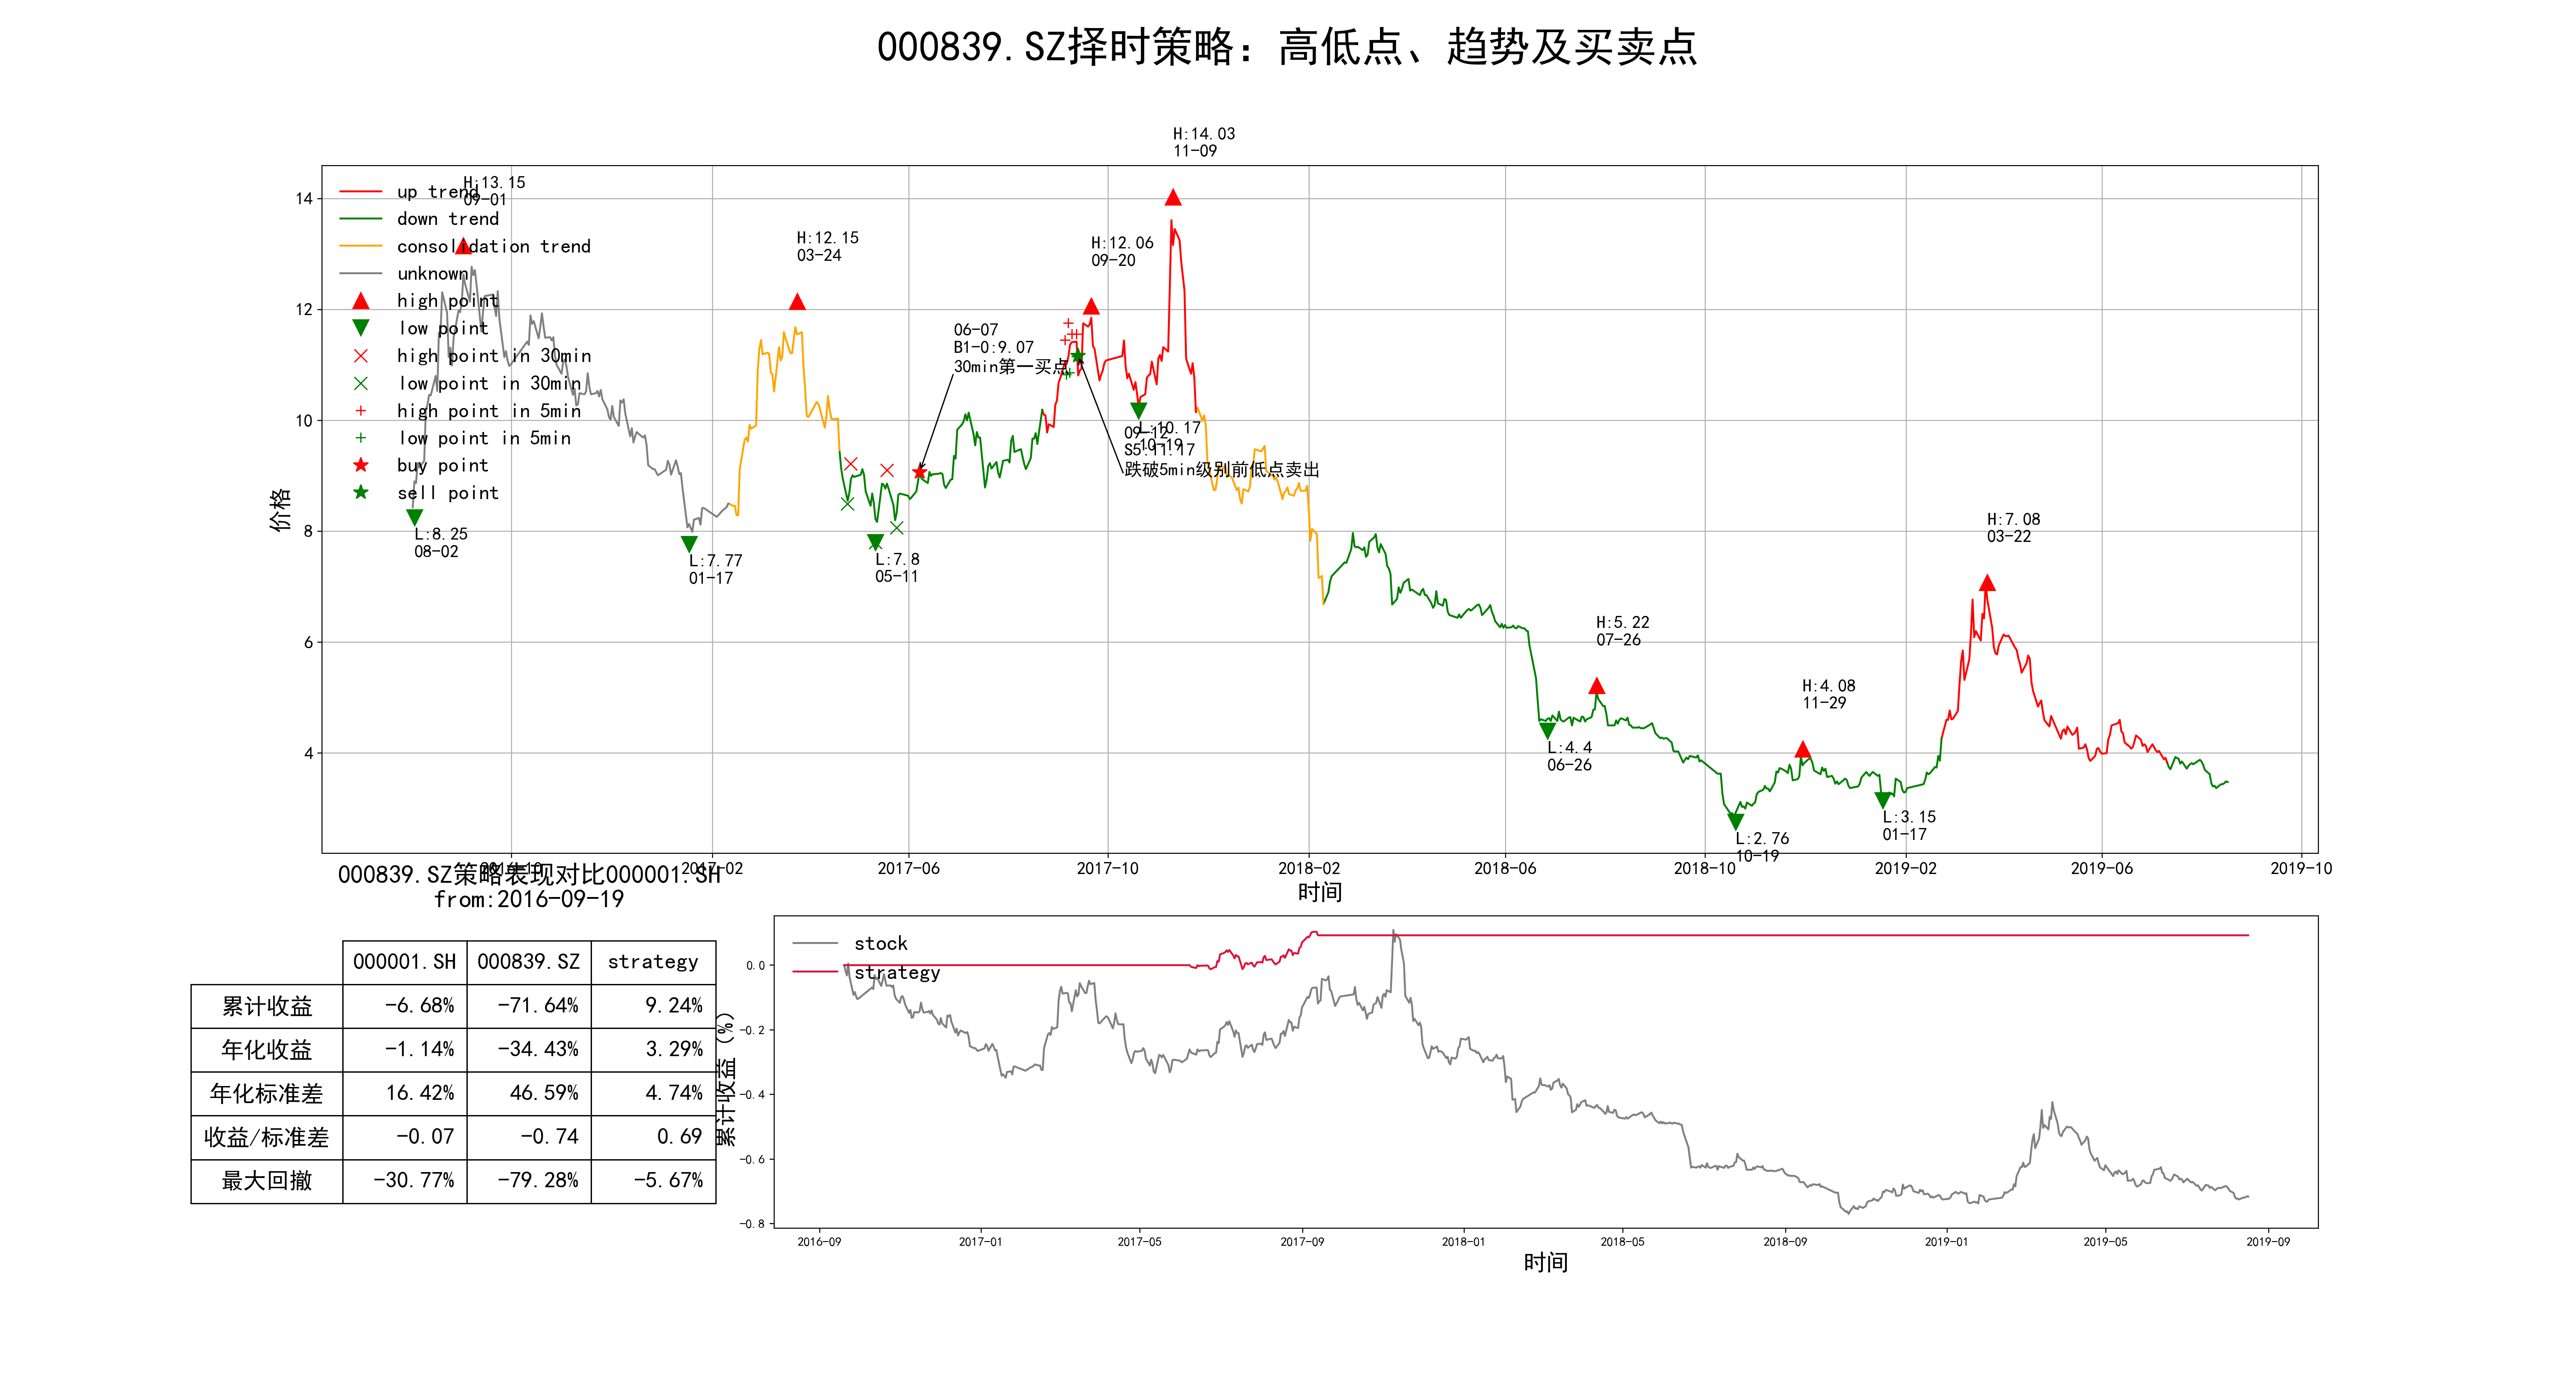 000839.SZ择时策略：高低点、趋势及买卖点
H:14.03
11-09
H:13.15
09-01
up trend
down trend
consolidation trend
unknown
high point
low point
high point in 30min
low point in 30min
high point in 5min
low point in 5min
buy point
sell point
H:12.15
03-24
H:12.06
09-20
06-07
B1-0:9.07
30min第一买点
L:10.17
10-19
09-12
S5:11.17
跌破5min级别前低点卖出
L:8.25
08-02
L:7.77
01-17
L:7.8
05-11
H:7.08
03-22
H:5.22
07-26
H:4.08
11-29
L:4.4
06-26
L:3.15
01-17
L:2.76
10-19
价格
14
12
10
8
6
4
2016-10
2017-02
2017-06
2017-10
2018-02
2018-06
2018-10
2019-02
2019-06
2019-10
时间
000839.SZ策略表现对比000001.SH
from:2016-09-19
000001.SH 000839.SZ strategy
累计收益 -6.68% -71.64% 9.24%
年化收益 -1.14% -34.43% 3.29%
年化标准差 16.42% 46.59% 4.74%
收益/标准差 -0.07 -0.74 0.69
最大回撤 -30.77% -79.28% -5.67%
累计收益（%）
stock
strategy
0.0
-0.2
-0.4
-0.6
-0.8
2016-09
2017-01
2017-05
2017-09
2018-01
2018-05
2018-09
2019-01
2019-05
2019-09
时间